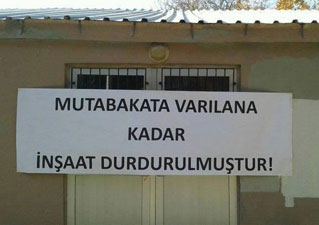 MUTABAKATA VARILANA
KADAR
İNŞAAT DURDURULMUŞTUR!